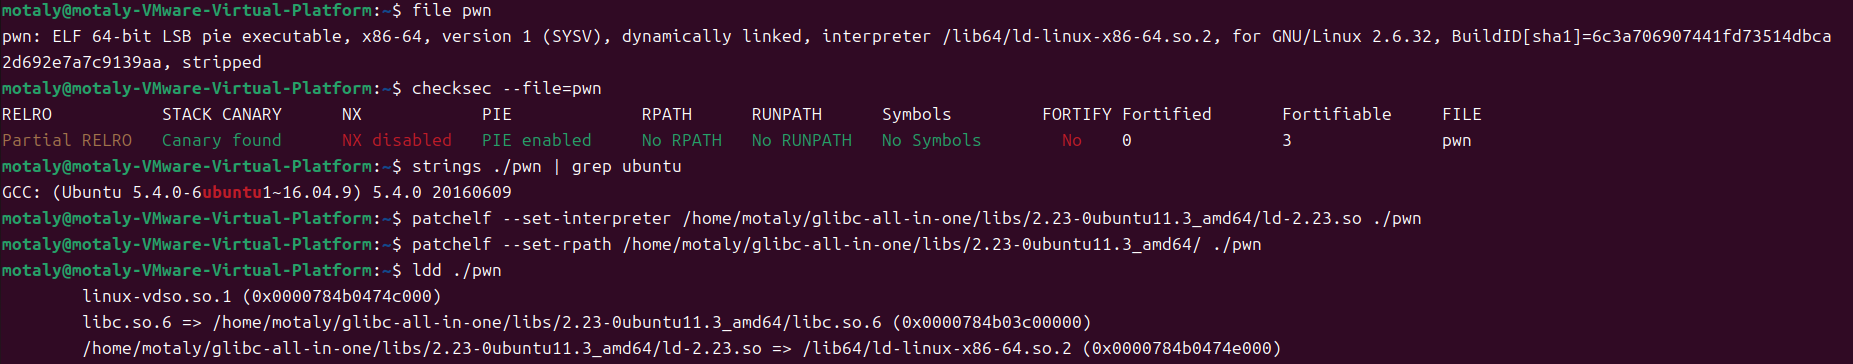 motaly@motaly-VMware-Virtual-Platform:~$ file pwn
pwn: ELF 64-bit LSB pie executable, x86-64, version 1 (SYSV), dynamically linked, interpreter /lib64/ld-linux-x86-64.so.2, for GNU/Linux 2.6.32, BuildID[sha1]=6c3a706907441fd73514dbca
2d692e7a7c9139aa, stripped
motaly@motaly-VMware-Virtual-Platform:~$ checksec --file=pwn
RELRO STACK CANARY NX PIE RPATH RUNPATH Symbols FORTIFY Fortified Fortifiable FILE
Partial RELRO Canary found NX disabled PIE enabled No RPATH No RUNPATH No Symbols No 0 3 pwn
motaly@motaly-VMware-Virtual-Platform:~$ strings ./pwn | grep ubuntu
GCC: (Ubuntu 5.4.0-6ubuntu1~16.04.9) 5.4.0 20160609
motaly@motaly-VMware-Virtual-Platform:~$ patchelf --set-interpreter /home/motaly/glibc-all-in-one/libs/2.23-0ubuntu11.3_amd64/ld-2.23.so ./pwn
motaly@motaly-VMware-Virtual-Platform:~$ patchelf --set-rpath /home/motaly/glibc-all-in-one/libs/2.23-0ubuntu11.3_amd64/ ./pwn
motaly@motaly-VMware-Virtual-Platform:~$ ldd ./pwn
linux-vdso.so.1 (0x0000784b0474c000)
libc.so.6 => /home/motaly/glibc-all-in-one/libs/2.23-0ubuntu11.3_amd64/libc.so.6 (0x0000784b03c00000)
/home/motaly/glibc-all-in-one/libs/2.23-0ubuntu11.3_amd64/ld-2.23.so => /lib64/ld-linux-x86-64.so.2 (0x0000784b0474e000)